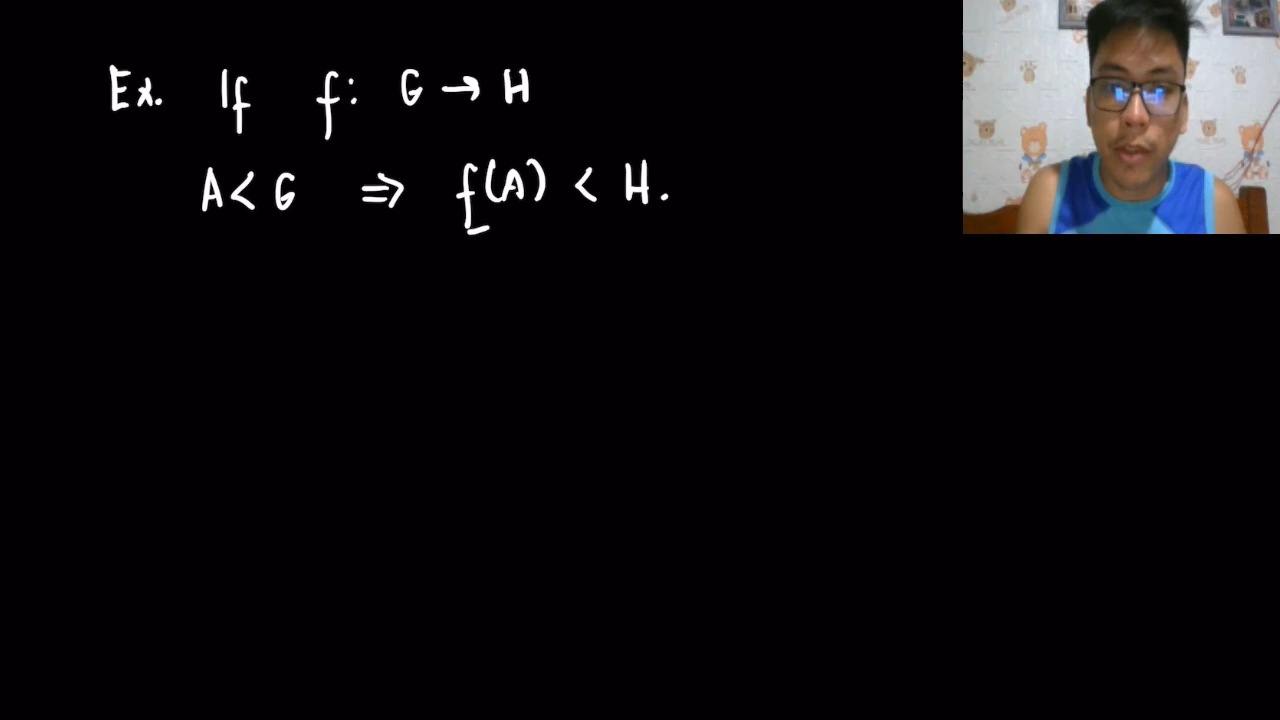 Ex. If f: G → H
A < G ⇒ f(A) < H.